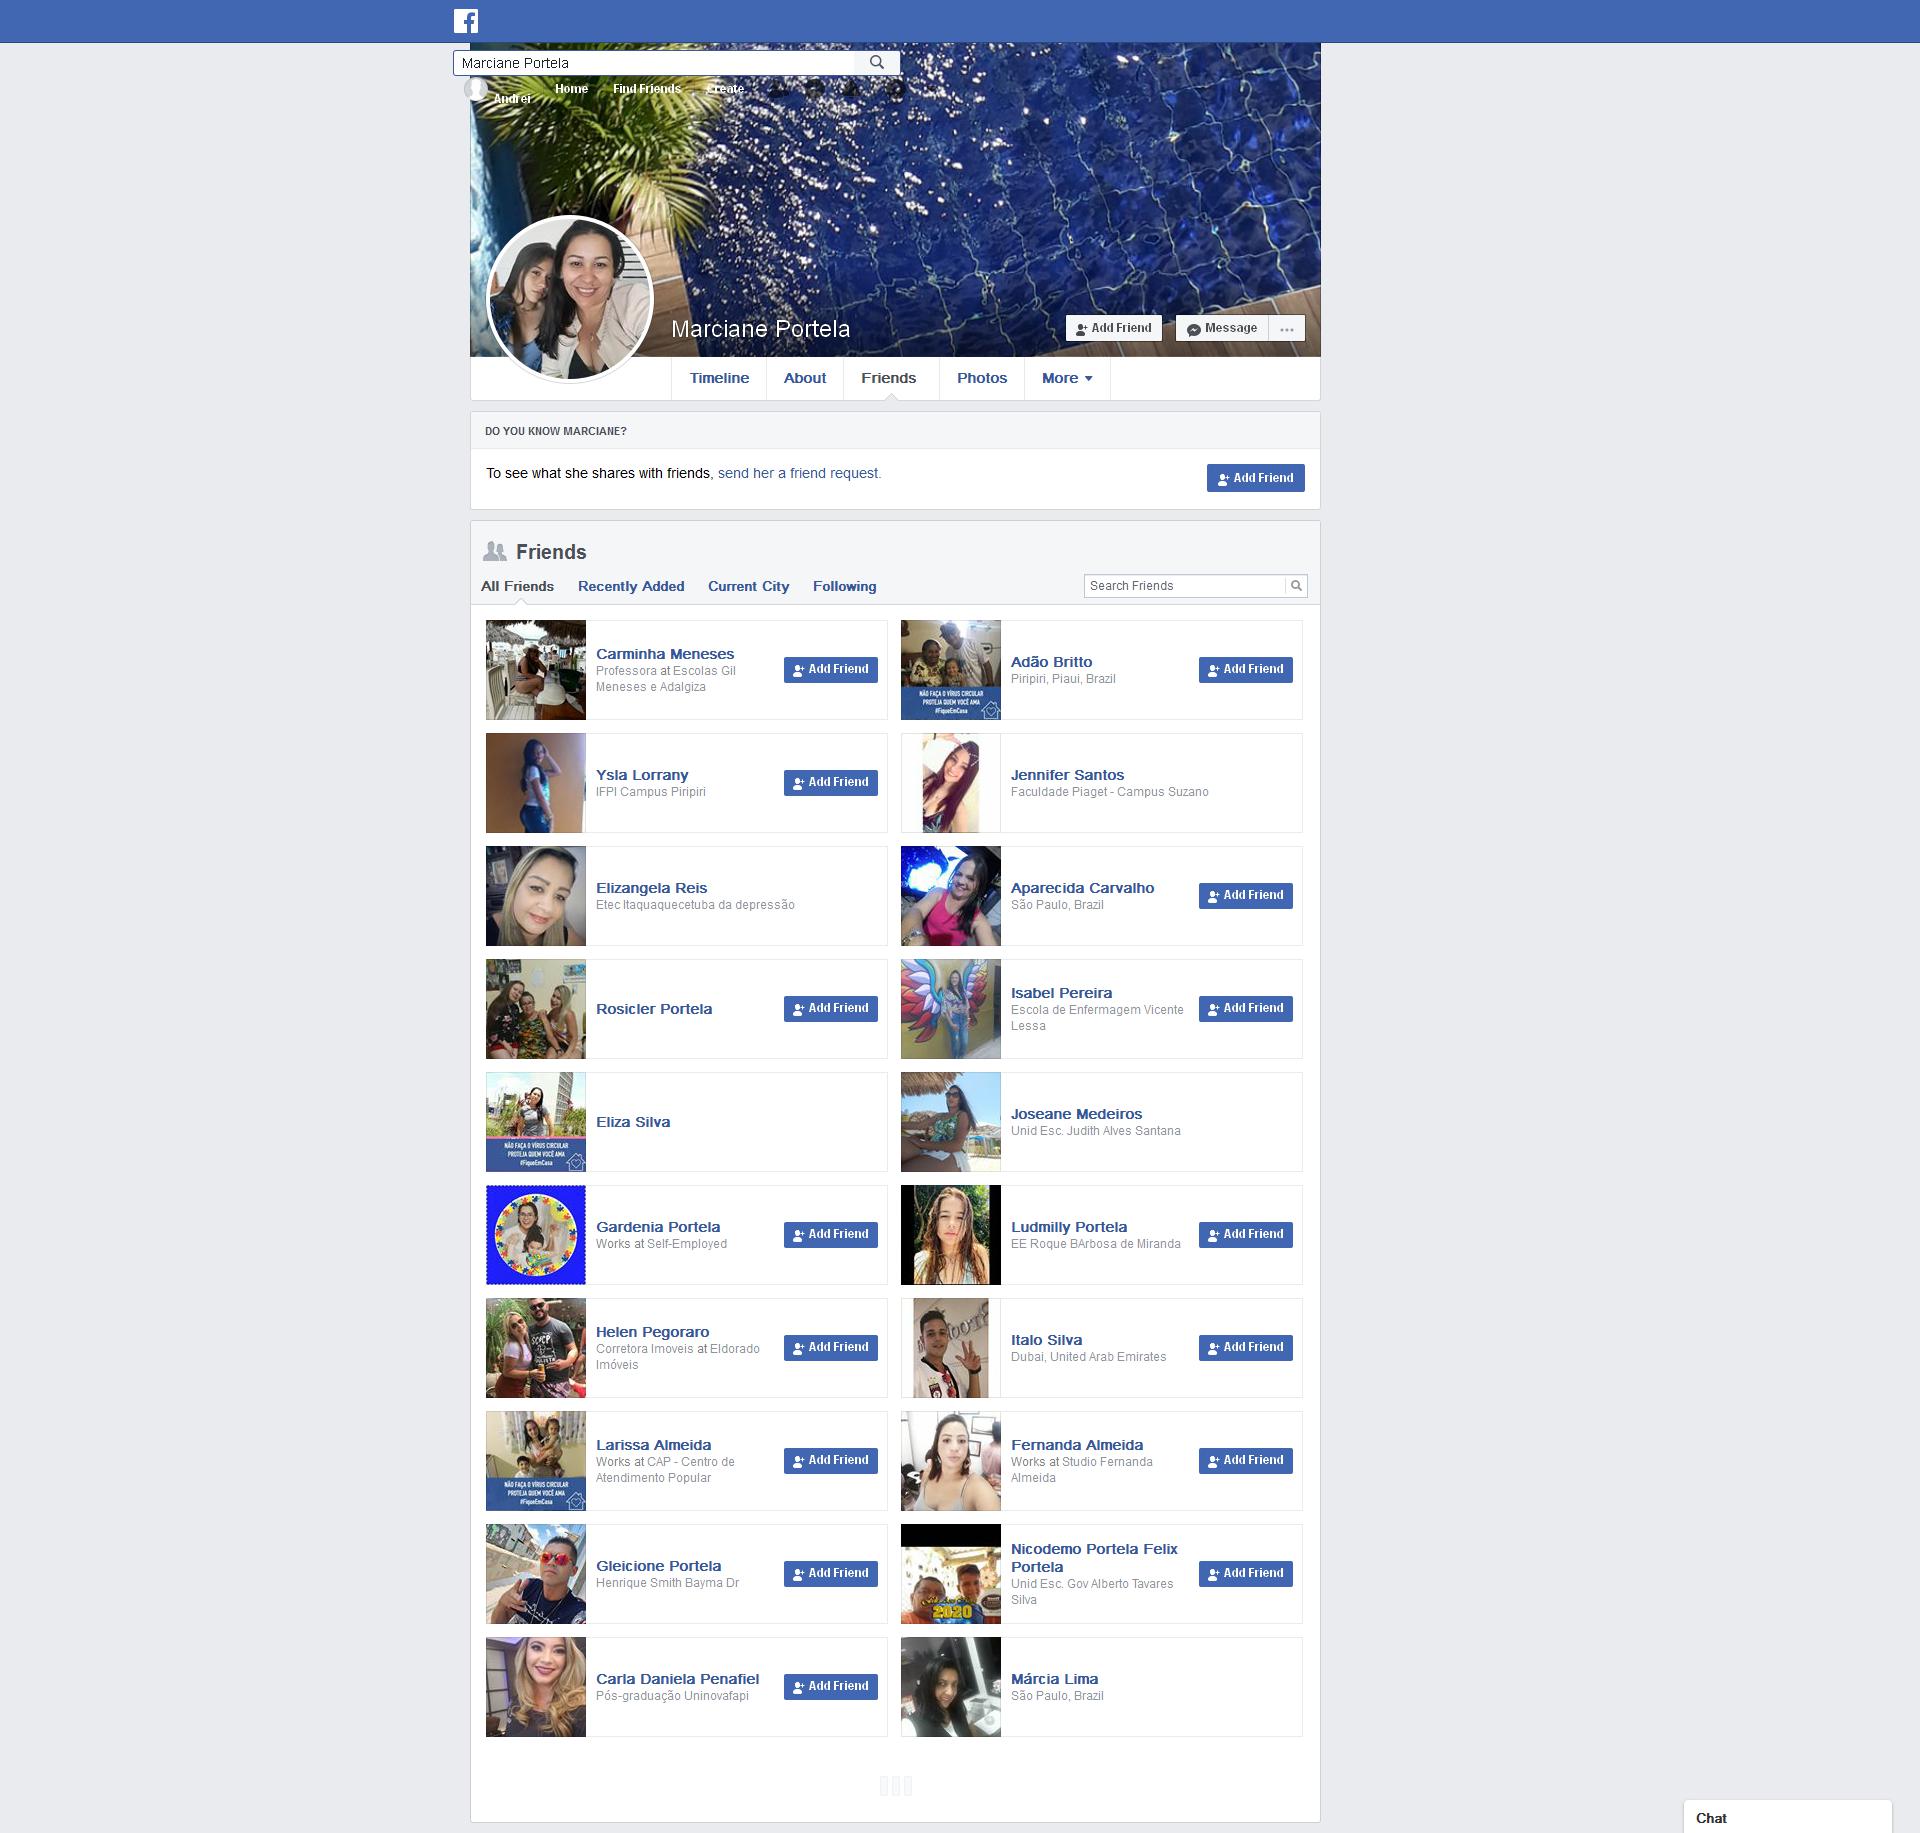 Marciane Portela
Andrei
Home
Find Friends
Create
Marciane Portela
Add Friend
Message
Timeline
About
Friends
Photos
More
DO YOU KNOW MARCIANE?
To see what she shares with friends, send her a friend request.
Add Friend
Friends
All Friends
Recently Added
Current City
Following
Search Friends
Carminha Meneses
Professora at Escolas Gil
Meneses e Adalgiza
Add Friend
NÃO FAÇA O VÍRUS CIRCULAR
PROTEJA QUEM VOCÊ AMA
#FiqueEmCasa
Adão Britto
Piripiri, Piaui, Brazil
Add Friend
Ysla Lorrany
IFPI Campus Piripiri
Add Friend
Jennifer Santos
Faculdade Piaget - Campus Suzano
Elizangela Reis
Etec Itaquaquecetuba da depressão
Aparecida Carvalho
São Paulo, Brazil
Add Friend
Rosicler Portela
Add Friend
Isabel Pereira
Escola de Enfermagem Vicente
Lessa
Add Friend
NÃO FAÇA O VÍRUS CIRCULAR
PROTEJA QUEM VOCÊ AMA
#FiqueEmCasa
Eliza Silva
Joseane Medeiros
Unid Esc. Judith Alves Santana
Gardenia Portela
Works at Self-Employed
Add Friend
Ludmilly Portela
EE Roque BArbosa de Miranda
Add Friend
Helen Pegoraro
Corretora Imoveis at Eldorado
Imóveis
Add Friend
Italo Silva
Dubai, United Arab Emirates
Add Friend
NÃO FAÇA O VÍRUS CIRCULAR
PROTEJA QUEM VOCÊ AMA
#FiqueEmCasa
Larissa Almeida
Works at CAP - Centro de
Atendimento Popular
Add Friend
Fernanda Almeida
Works at Studio Fernanda
Almeida
Add Friend
Gleicione Portela
Henrique Smith Bayma Dr
Add Friend
2020
Nicodemo Portela Felix
Portela
Unid Esc. Gov Alberto Tavares
Silva
Add Friend
Carla Daniela Penafiel
Pós-graduação Uninovafapi
Add Friend
Márcia Lima
São Paulo, Brazil
Chat